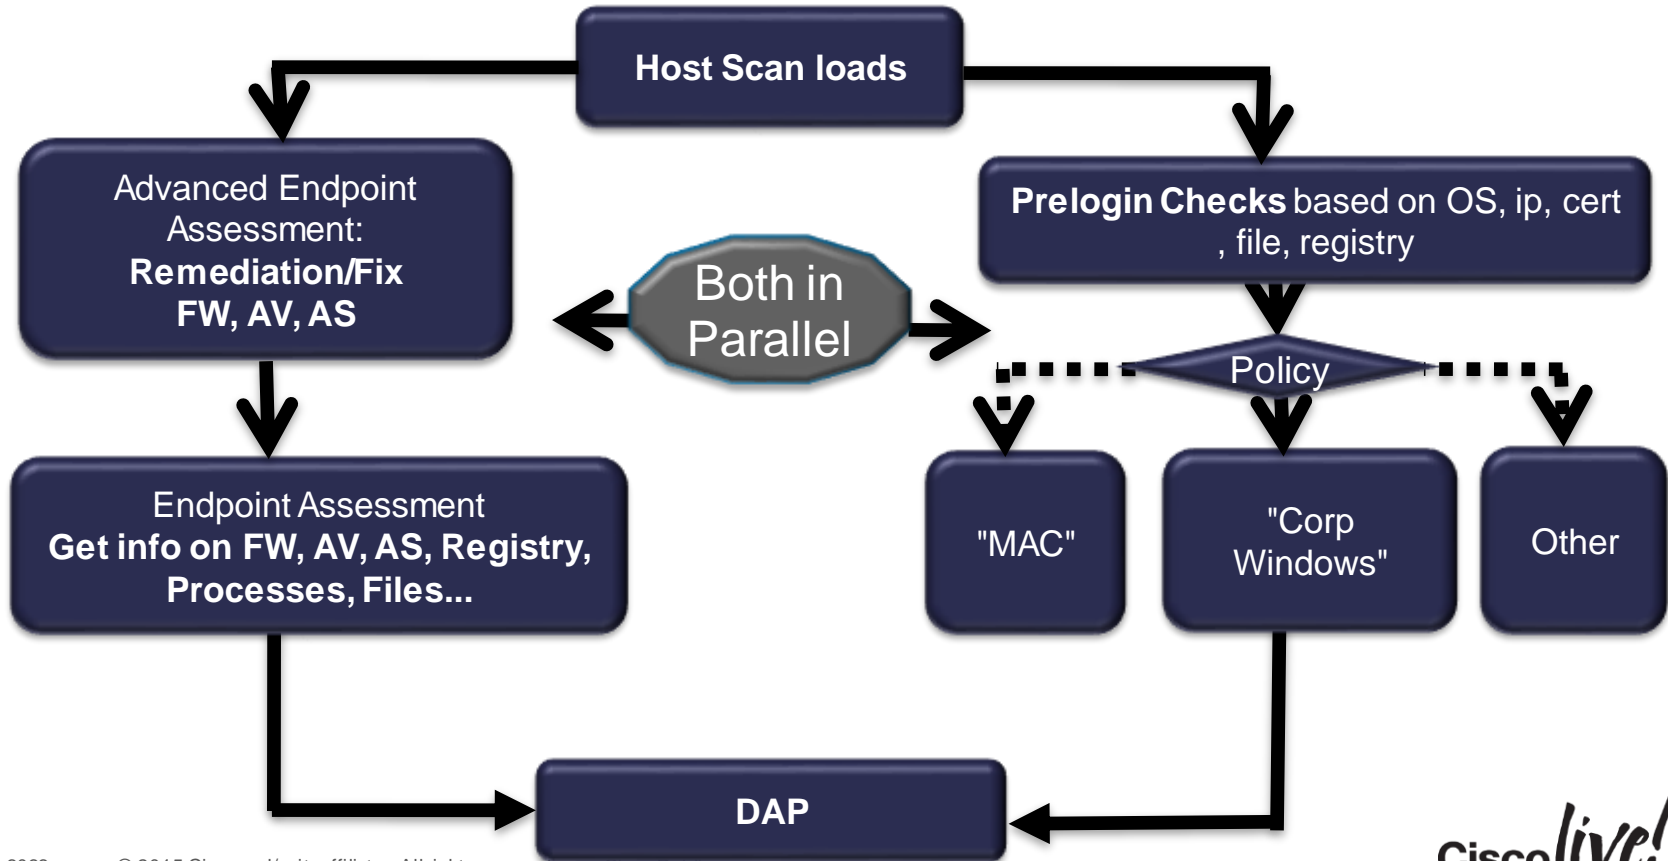 Host Scan loads
Advanced Endpoint
Assessment:
Remediation/Fix
FW, AV, AS
Prelogin Checks based on OS, ip, cert
, file, registry
Both in
Parallel
Policy
Endpoint Assessment
Get info on FW, AV, AS, Registry,
Processes, Files...
"MAC"
"Corp
Windows"
Other
DAP
Cisco live!